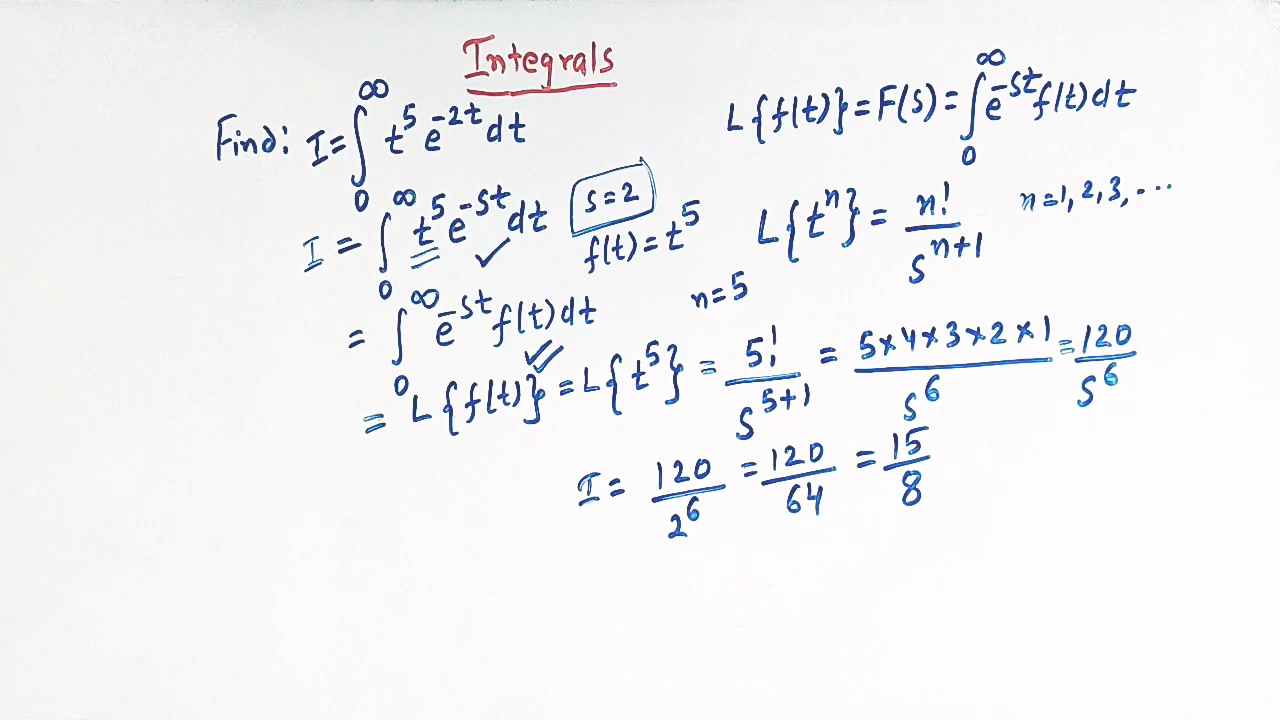 Integrals
Find: I = ∫₀^∞ t⁵ e^{-2t} dt
L{f(t)} = F(s) = ∫₀^∞ e^{-st} f(t) dt
I = ∫₀^∞ t⁵ e^{-st} dt ✓
s = 2
f(t) = t⁵
L{tⁿ} = n!/s^{n+1}
n = 1, 2, 3, ...
= ∫₀^∞ e^{-st} f(t) dt
n = 5
= L{f(t)} = L{t⁵} = 5!/s^{5+1} = 5×4×3×2×1/s⁶ = 120/s⁶
I = 120/2⁶ = 120/64 = 15/8